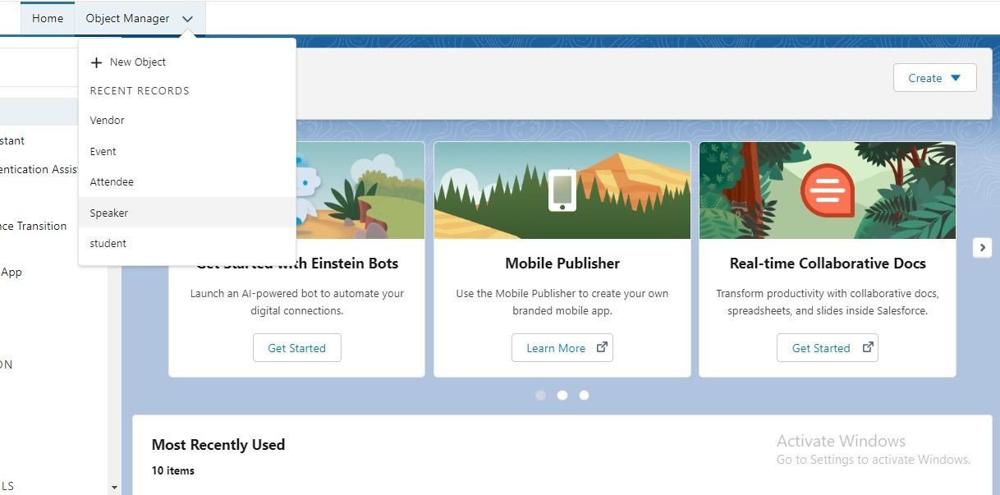 Home Object Manager
New Object
RECENT RECORDS
Vendor
Event
Attendee
Speaker
student
Create
stant
entication Assis
nce Transition
App
ON
LS
Get Started with Einstein Bots
Launch an AI-powered bot to automate your
digital connections.
Get Started
Mobile Publisher
Use the Mobile Publisher to create your own
branded mobile app.
Learn More
Real-time Collaborative Docs
Transform productivity with collaborative docs,
spreadsheets, and slides inside Salesforce.
Get Started
Most Recently Used
10 items
Activate Windows
Go to Settings to activate Windows.